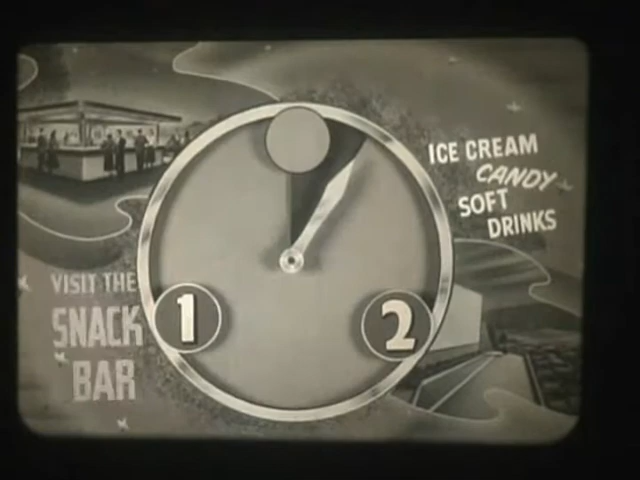 ICE CREAM
CANDY
SOFT
DRINKS
VISIT THE
SNACK
BAR
1
2